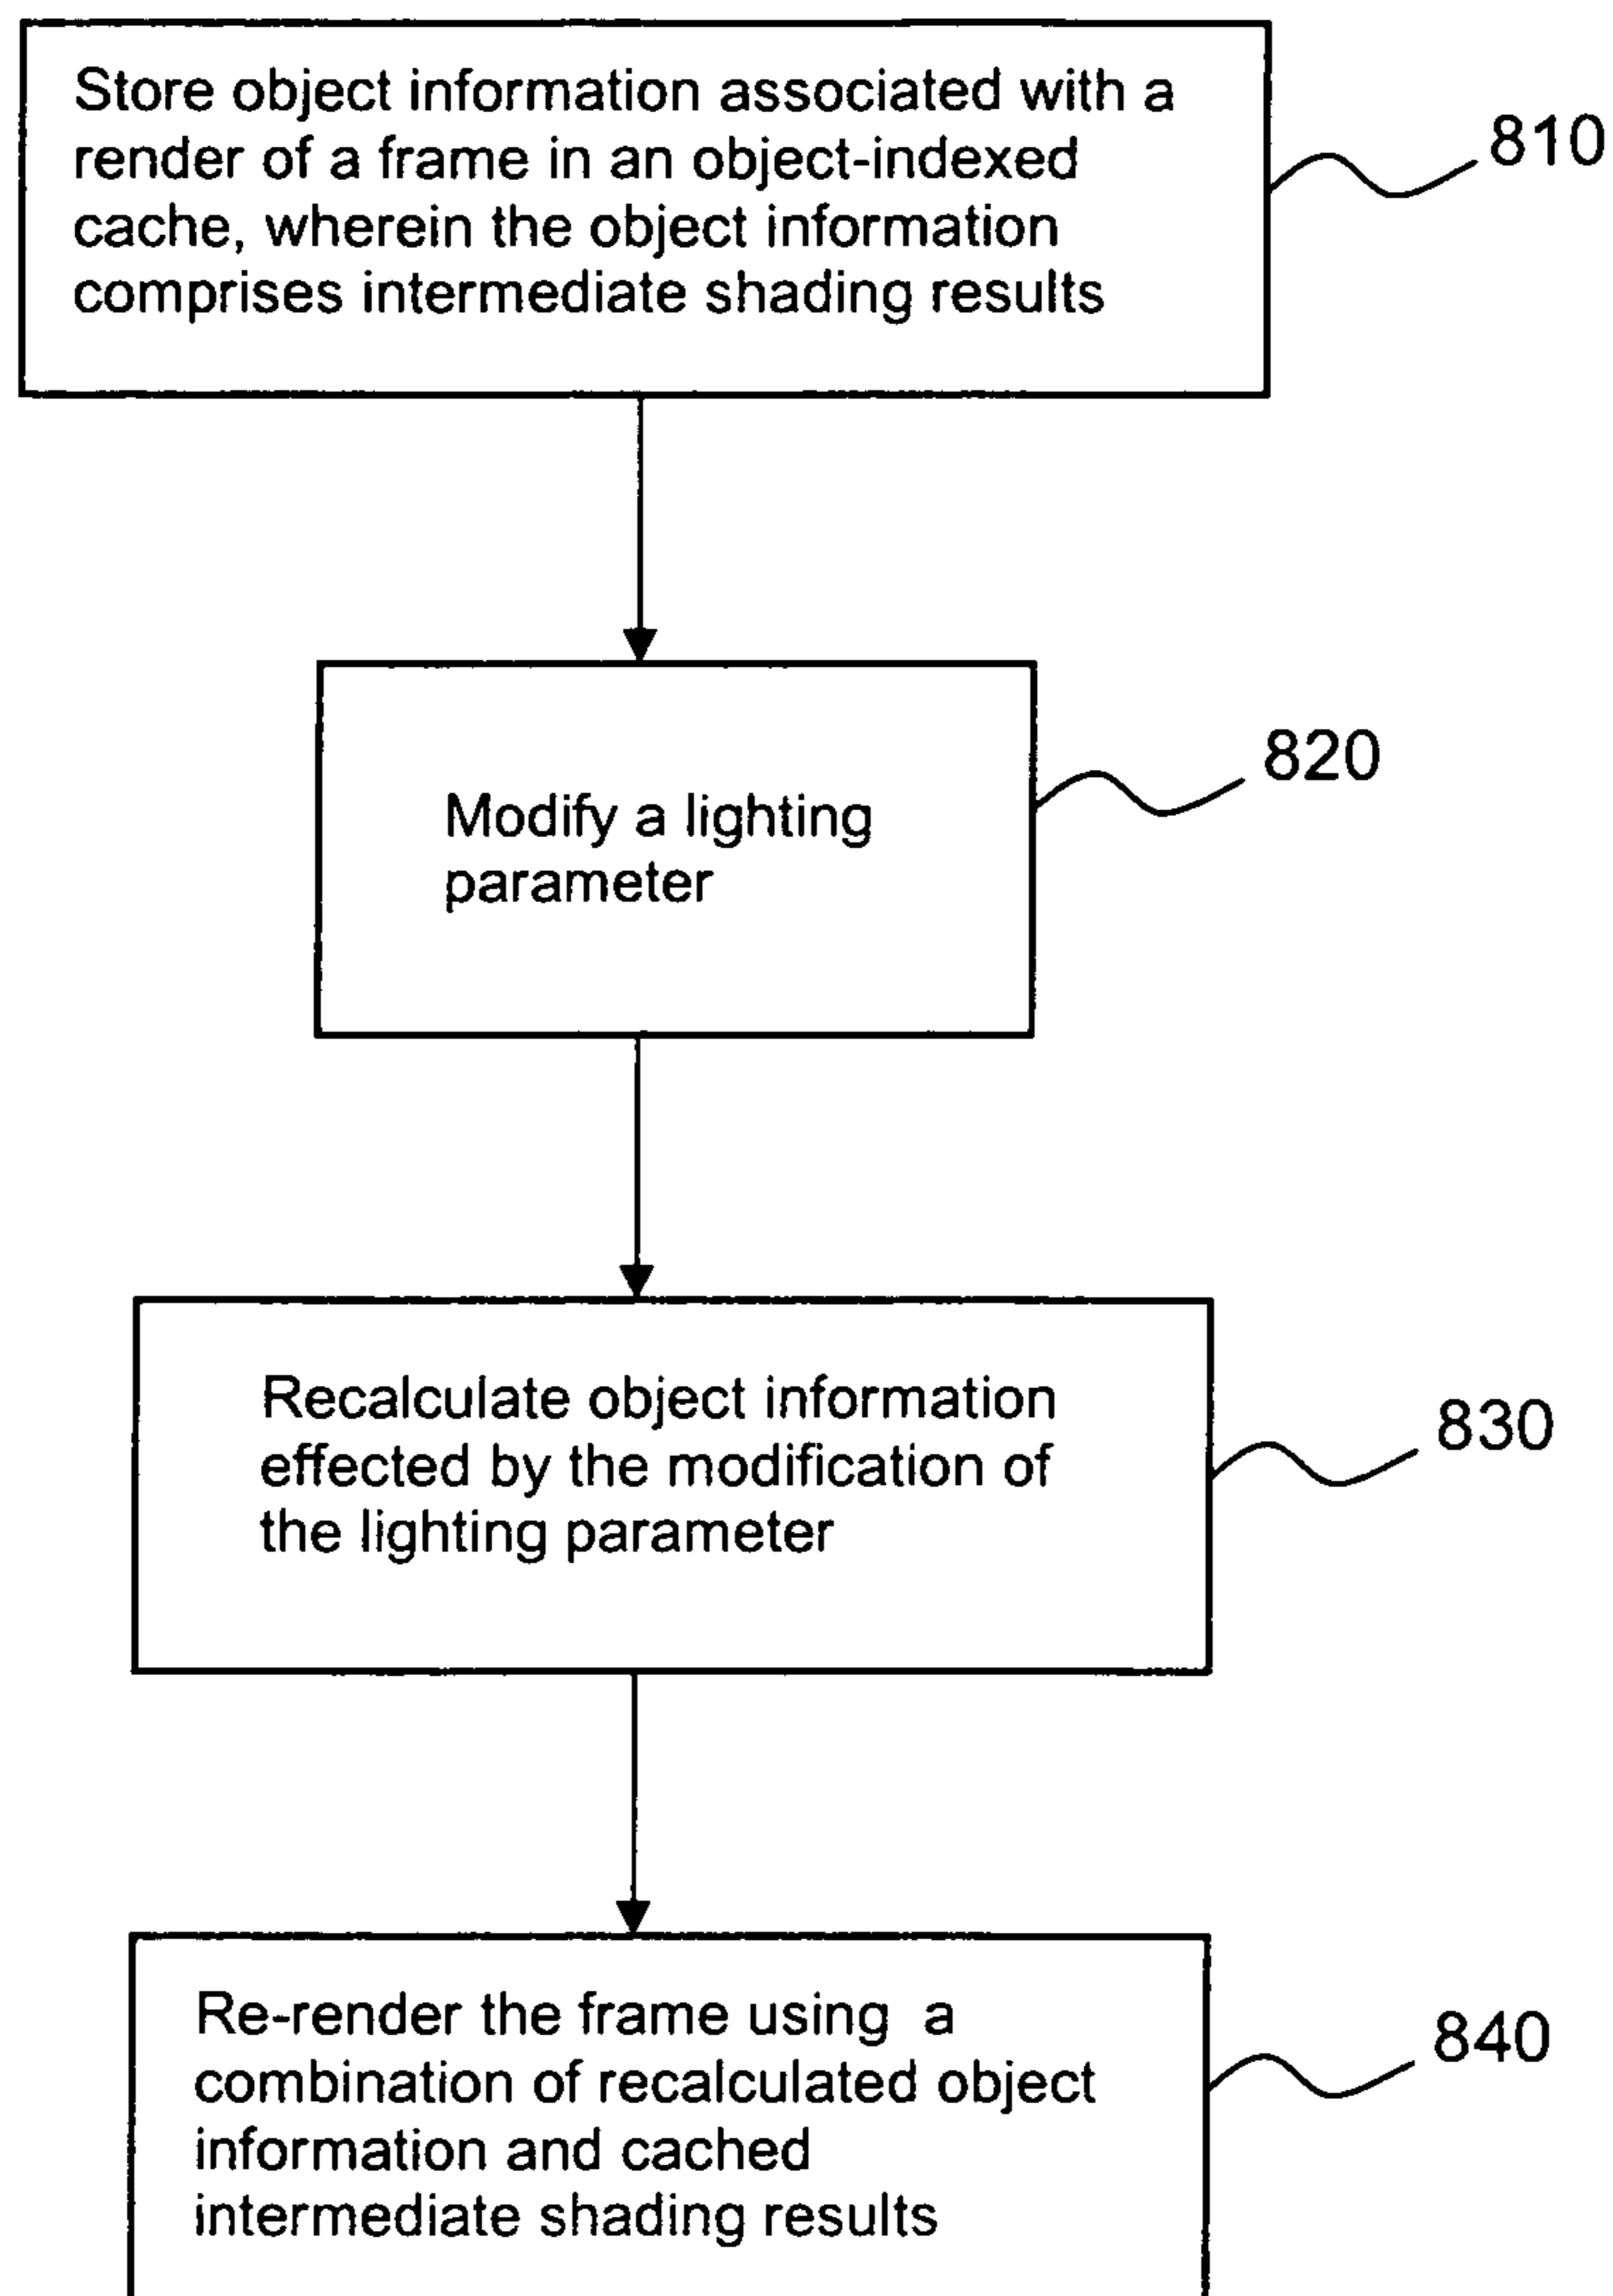 Store object information associated with a
render of a frame in an object-indexed
cache, wherein the object information
comprises intermediate shading results
810
Modify a lighting
parameter
820
Recalculate object information
effected by the modification of
the lighting parameter
830
Re-render the frame using a
combination of recalculated object
information and cached
intermediate shading results
840